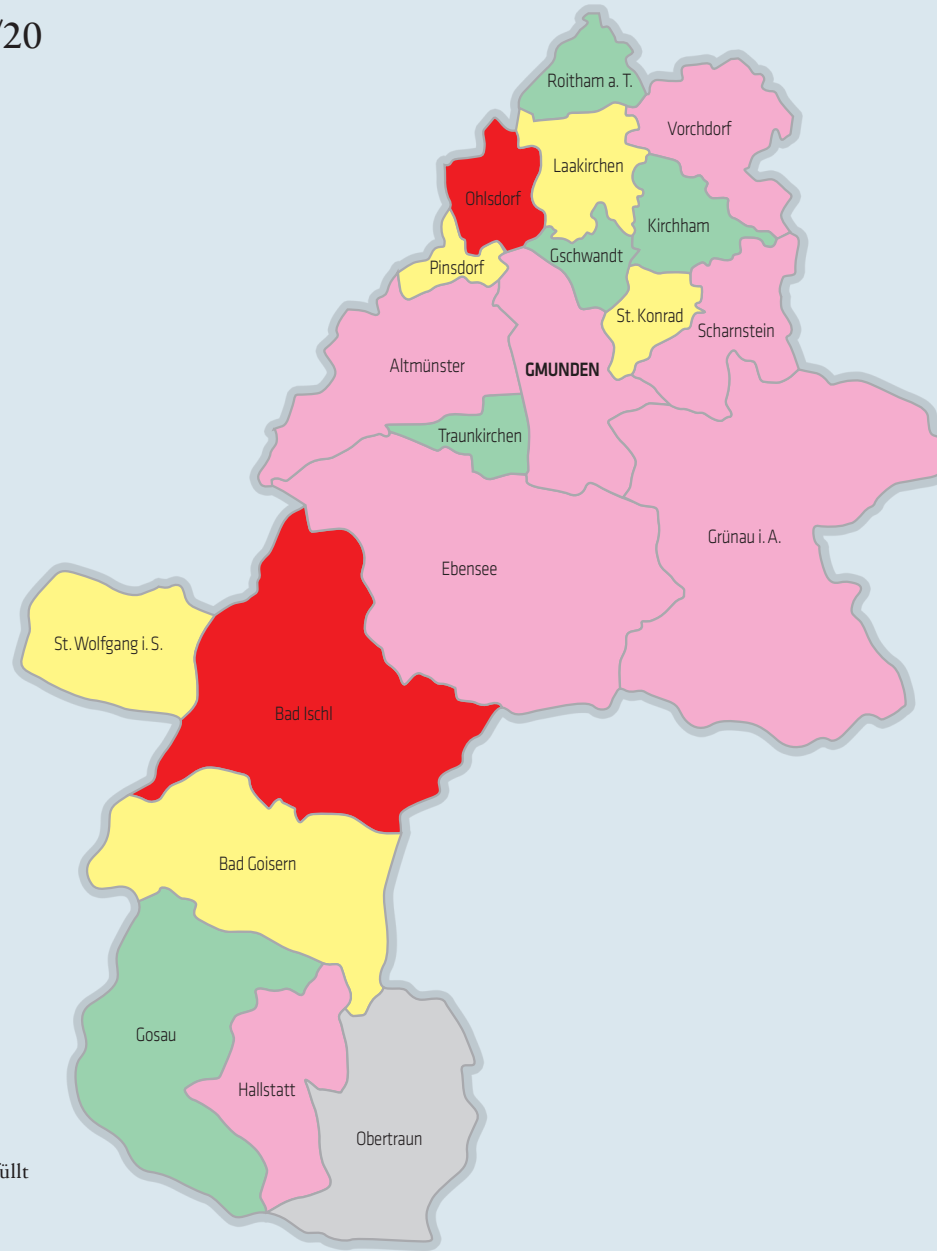 /20
Roitham a. T.
Vorchdorf
Laakirchen
Ohlsdorf
Kirchham
Gschwandt
Pinsdorf
St. Konrad
Scharnstein
Altmünster
GMUNDEN
Traunkirchen
Grünau i. A.
Ebensee
St. Wolfgang i. S.
Bad Ischl
Bad Goisern
Gosau
Hallstatt
Obertraun
üllt